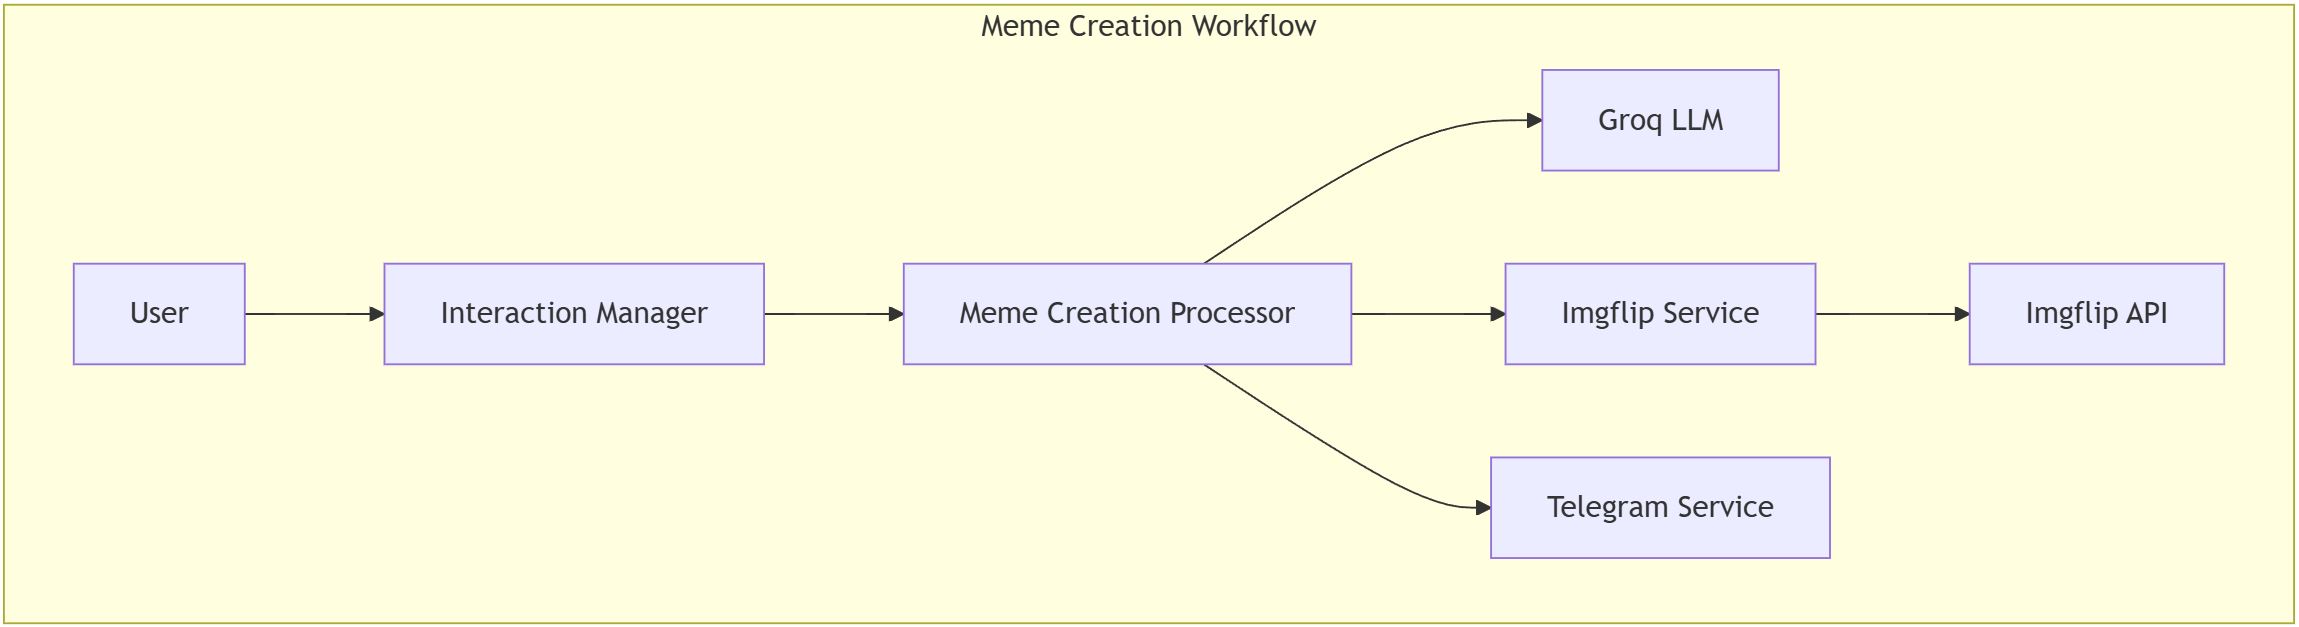 Meme Creation Workflow
Groq LLM
User
Interaction Manager
Meme Creation Processor
Imgflip Service
Imgflip API
Telegram Service